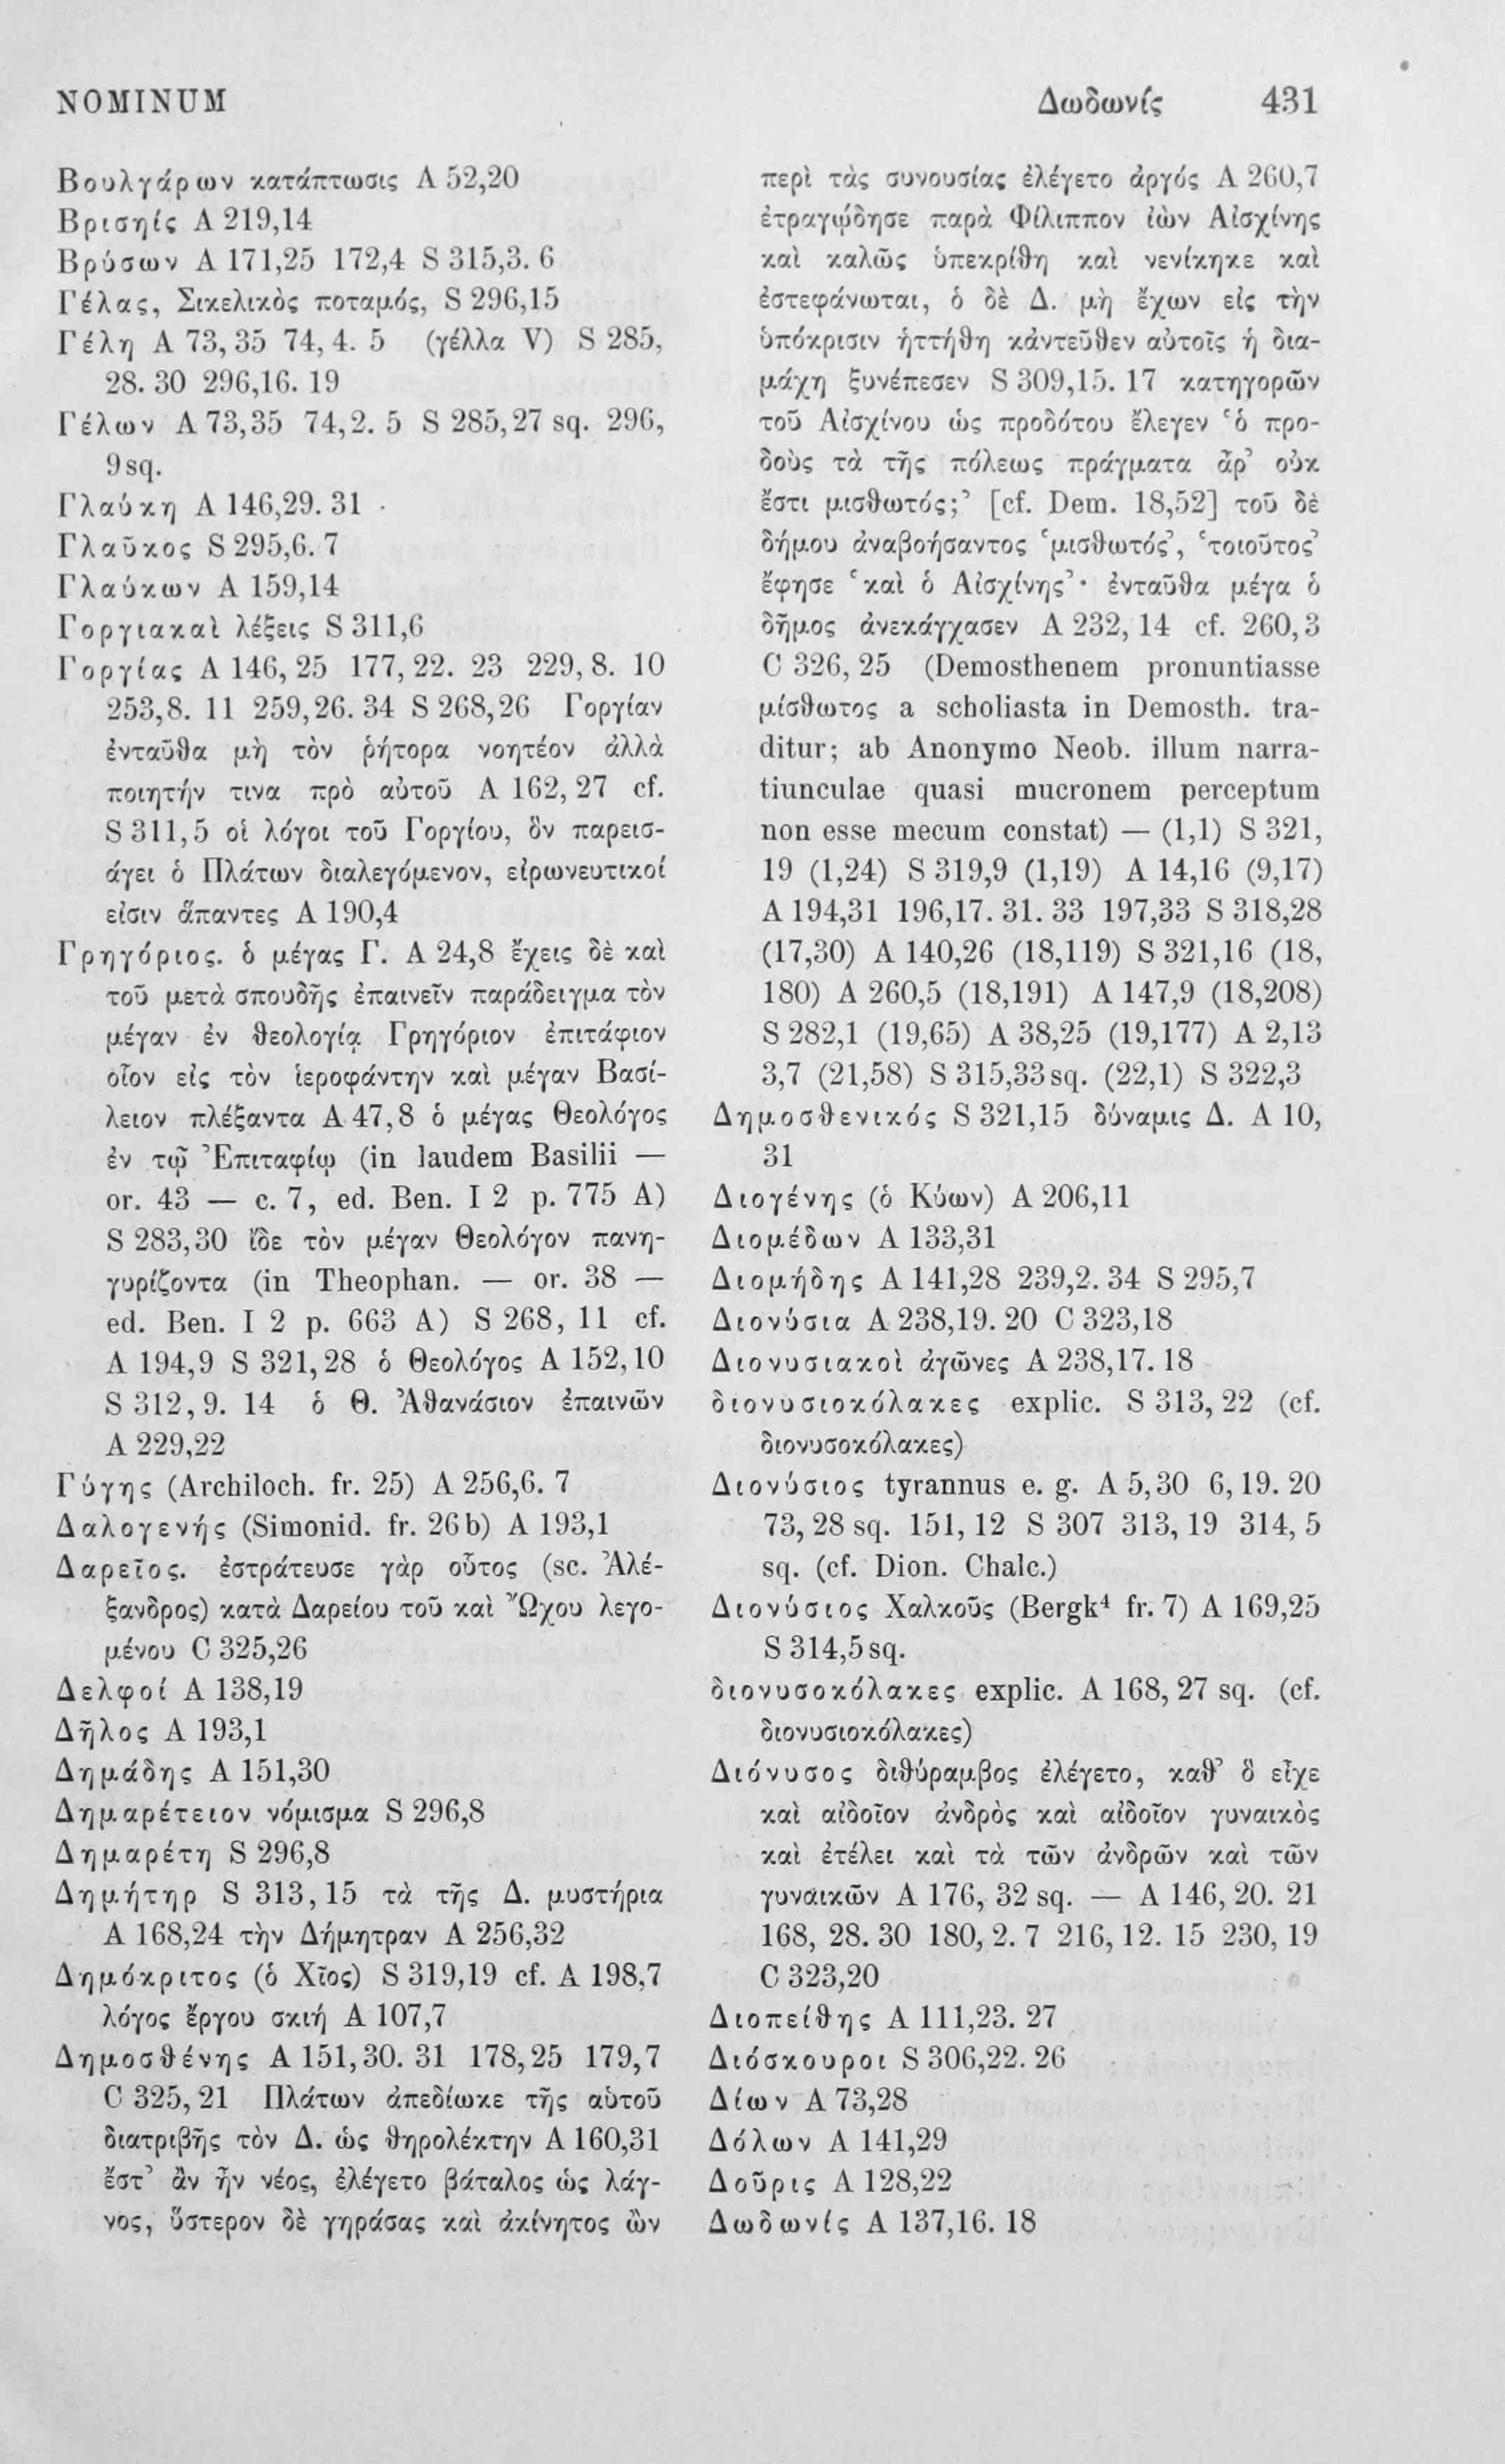 NOMINUM
Δωδωνίς 431
Βουλγάρων κατάπτωσις A 52,20
Βρισηίς A 219,14
Βρύσων A 171,25 172,4 S 315,3. 6
Γέλας, Σικελικὸς ποταμός, S 296,15
Γέλη A 73,35 74,4. 5 (γέλλα V) S 285,
28. 30 296,16. 19
Γέλων A 73,35 74,2. 5 S 285,27 sq. 296,
9 sq.
Γλαύκη A 146,29. 31
Γλαῦκος S 295,6. 7
Γλαύκων A 159,14
Γοργιακαὶ λέξεις S 311,6
Γοργίας A 146,25 177,22. 23 229,8. 10
253,8. 11 259,26. 34 S 268,26 Γοργίαν
ἐνταῦθα μὴ τὸν ῥήτορα νοητέον ἀλλὰ
ποιητήν τινα πρὸ αὐτοῦ A 162,27 cf.
S 311,5 οἱ λόγοι τοῦ Γοργίου, ὃν παρεισ-
άγει ὁ Πλάτων διαλεγόμενον, εἰρωνευτικοί
εἰσιν ἅπαντες A 190,4
Γρηγόριος. ὁ μέγας Γ. A 24,8 ἔχεις δὲ καὶ
τοῦ μετὰ σπουδῆς ἐπαινεῖν παράδειγμα τὸν
μέγαν ἐν θεολογίᾳ Γρηγόριον ἐπιτάφιον
οἷον εἰς τὸν ἱεροφάντην καὶ μέγαν Βασί-
λειον πλέξαντα A 47,8 ὁ μέγας Θεολόγος
ἐν τῷ Ἐπιταφίῳ (in laudem Basilii —
or. 43 — c. 7, ed. Ben. I 2 p. 775 A)
S 283,30 ἴδε τὸν μέγαν Θεολόγον πανη-
γυρίζοντα (in Theophan. — or. 38 —
ed. Ben. I 2 p. 663 A) S 268,11 cf.
A 194,9 S 321,28 ὁ Θεολόγος A 152,10
S 312,9. 14 ὁ Θ. Ἀθανάσιον ἐπαινῶν
A 229,22
Γύγης (Archiloch. fr. 25) A 256,6. 7
Δαλογενής (Simonid. fr. 26 b) A 193,1
Δαρεῖος. ἐστράτευσε γὰρ οὗτος (sc. Ἀλέ-
ξανδρος) κατὰ Δαρείου τοῦ καὶ Ὤχου λεγο-
μένου C 325,26
Δελφοί A 138,19
Δῆλος A 193,1
Δημάδης A 151,30
Δημαρέτειον νόμισμα S 296,8
Δημαρέτη S 296,8
Δημήτηρ S 313,15 τὰ τῆς Δ. μυστήρια
A 168,24 τὴν Δήμητραν A 256,32
Δημόκριτος (ὁ Χῖος) S 319,19 cf. A 198,7
λόγος ἔργου σκιή A 107,7
Δημοσθένης A 151,30. 31 178,25 179,7
C 325,21 Πλάτων ἀπεδίωκε τῆς αὑτοῦ
διατριβῆς τὸν Δ. ὡς θηρολέκτην A 160,31
ἔστ’ ἂν ἦν νέος, ἐλέγετο βάταλος ὡς λάγ-
νος, ὕστερον δὲ γηράσας καὶ ἀκίνητος ὢν
περὶ τὰς συνουσίας ἐλέγετο ἀργός A 260,7
ἐτραγῴδησε παρὰ Φίλιππον ἰὼν Αἰσχίνης
καὶ καλῶς ὑπεκρίθη καὶ νενίκηκε καὶ
ἐστεφάνωται, ὁ δὲ Δ. μὴ ἔχων εἰς τὴν
ὑπόκρισιν ἡττήθη κἀντεῦθεν αὐτοῖς ἡ δια-
μάχη ξυνέπεσεν S 309,15. 17 κατηγορῶν
τοῦ Αἰσχίνου ὡς προδότου ἔλεγεν ‘ὁ προ-
δοὺς τὰ τῆς πόλεως πράγματα ἆρ’ οὐκ
ἔστι μισθωτός;’ [cf. Dem. 18,52] τοῦ δὲ
δήμου ἀναβοήσαντος ‘μισθωτός’, ‘τοιοῦτος’
ἔφησε ‘καὶ ὁ Αἰσχίνης’· ἐνταῦθα μέγα ὁ
δῆμος ἀνεκάγχασεν A 232,14 cf. 260,3
C 326,25 (Demosthenem pronuntiasse
μίσθωτος a scholiasta in Demosth. tra-
ditur; ab Anonymo Neob. illum narra-
tiunculae quasi mucronem perceptum
non esse mecum constat) — (1,1) S 321,
19 (1,24) S 319,9 (1,19) A 14,16 (9,17)
A 194,31 196,17. 31. 33 197,33 S 318,28
(17,30) A 140,26 (18,119) S 321,16 (18,
180) A 260,5 (18,191) A 147,9 (18,208)
S 282,1 (19,65) A 38,25 (19,177) A 2,13
3,7 (21,58) S 315,33 sq. (22,1) S 322,3
Δημοσθενικός S 321,15 δύναμις Δ. A 10,
31
Διογένης (ὁ Κύων) A 206,11
Διομέδων A 133,31
Διομήδης A 141,28 239,2. 34 S 295,7
Διονύσια A 238,19. 20 C 323,18
Διονυσιακοὶ ἀγῶνες A 238,17. 18
διονυσιοκόλακες explic. S 313,22 (cf.
διονυσοκόλακες)
Διονύσιος tyrannus e. g. A 5,30 6,19. 20
73,28 sq. 151,12 S 307 313,19 314,5
sq. (cf. Dion. Chalc.)
Διονύσιος Χαλκοῦς (Bergk⁴ fr. 7) A 169,25
S 314,5 sq.
διονυσοκόλακες explic. A 168,27 sq. (cf.
διονυσιοκόλακες)
Διόνυσος διθύραμβος ἐλέγετο, καθ’ ὃ εἶχε
καὶ αἰδοῖον ἀνδρὸς καὶ αἰδοῖον γυναικὸς
καὶ ἐτέλει καὶ τὰ τῶν ἀνδρῶν καὶ τῶν
γυναικῶν A 176,32 sq. — A 146,20. 21
168,28. 30 180,2. 7 216,12. 15 230,19
C 323,20
Διοπείθης A 111,23. 27
Διόσκουροι S 306,22. 26
Δίων A 73,28
Δόλων A 141,29
Δοῦρις A 128,22
Δωδωνίς A 137,16. 18